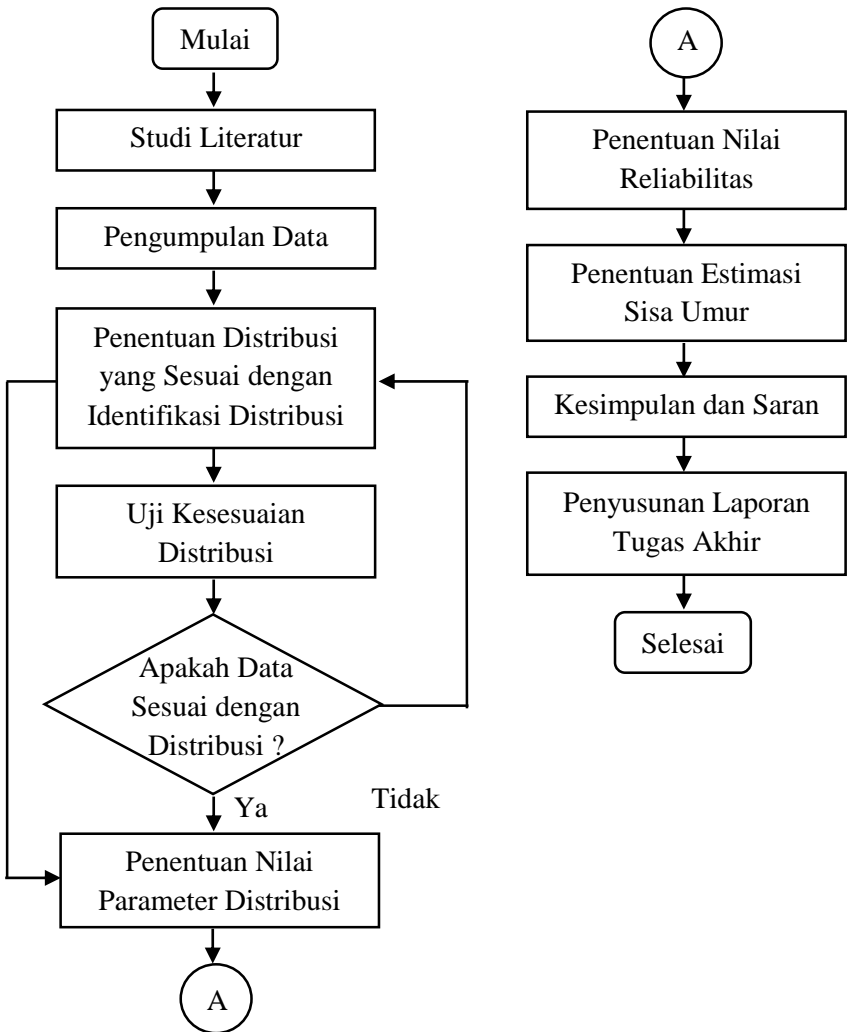 Mulai
Studi Literatur
Pengumpulan Data
Penentuan Distribusi
yang Sesuai dengan
Identifikasi Distribusi
Uji Kesesuaian
Distribusi
Apakah Data
Sesuai dengan
Distribusi ?
Ya
Tidak
Penentuan Nilai
Parameter Distribusi
A
A
Penentuan Nilai
Reliabilitas
Penentuan Estimasi
Sisa Umur
Kesimpulan dan Saran
Penyusunan Laporan
Tugas Akhir
Selesai